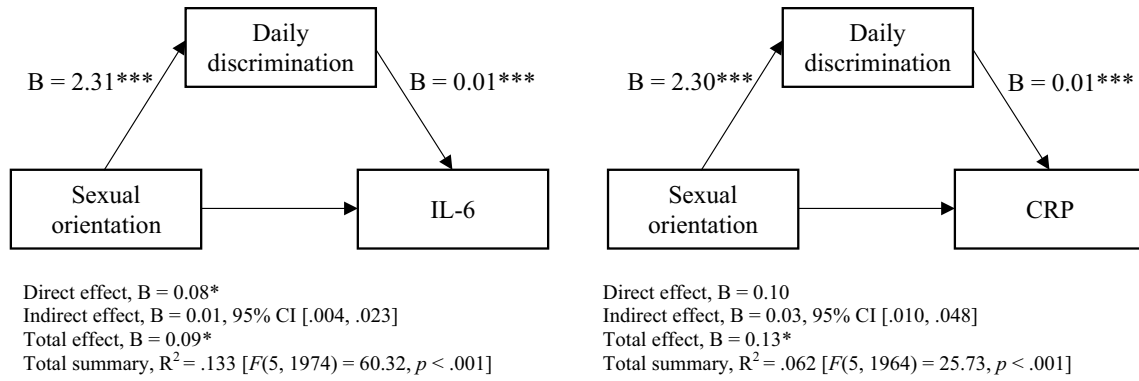 Daily
discrimination
B = 2.31***
B = 0.01***
Sexual
orientation
IL-6
Direct effect, B = 0.08*
Indirect effect, B = 0.01, 95% CI [.004, .023]
Total effect, B = 0.09*
Total summary, R² = .133 [F(5, 1974) = 60.32, p < .001]
Daily
discrimination
B = 2.30***
B = 0.01***
Sexual
orientation
CRP
Direct effect, B = 0.10
Indirect effect, B = 0.03, 95% CI [.010, .048]
Total effect, B = 0.13*
Total summary, R² = .062 [F(5, 1964) = 25.73, p < .001]